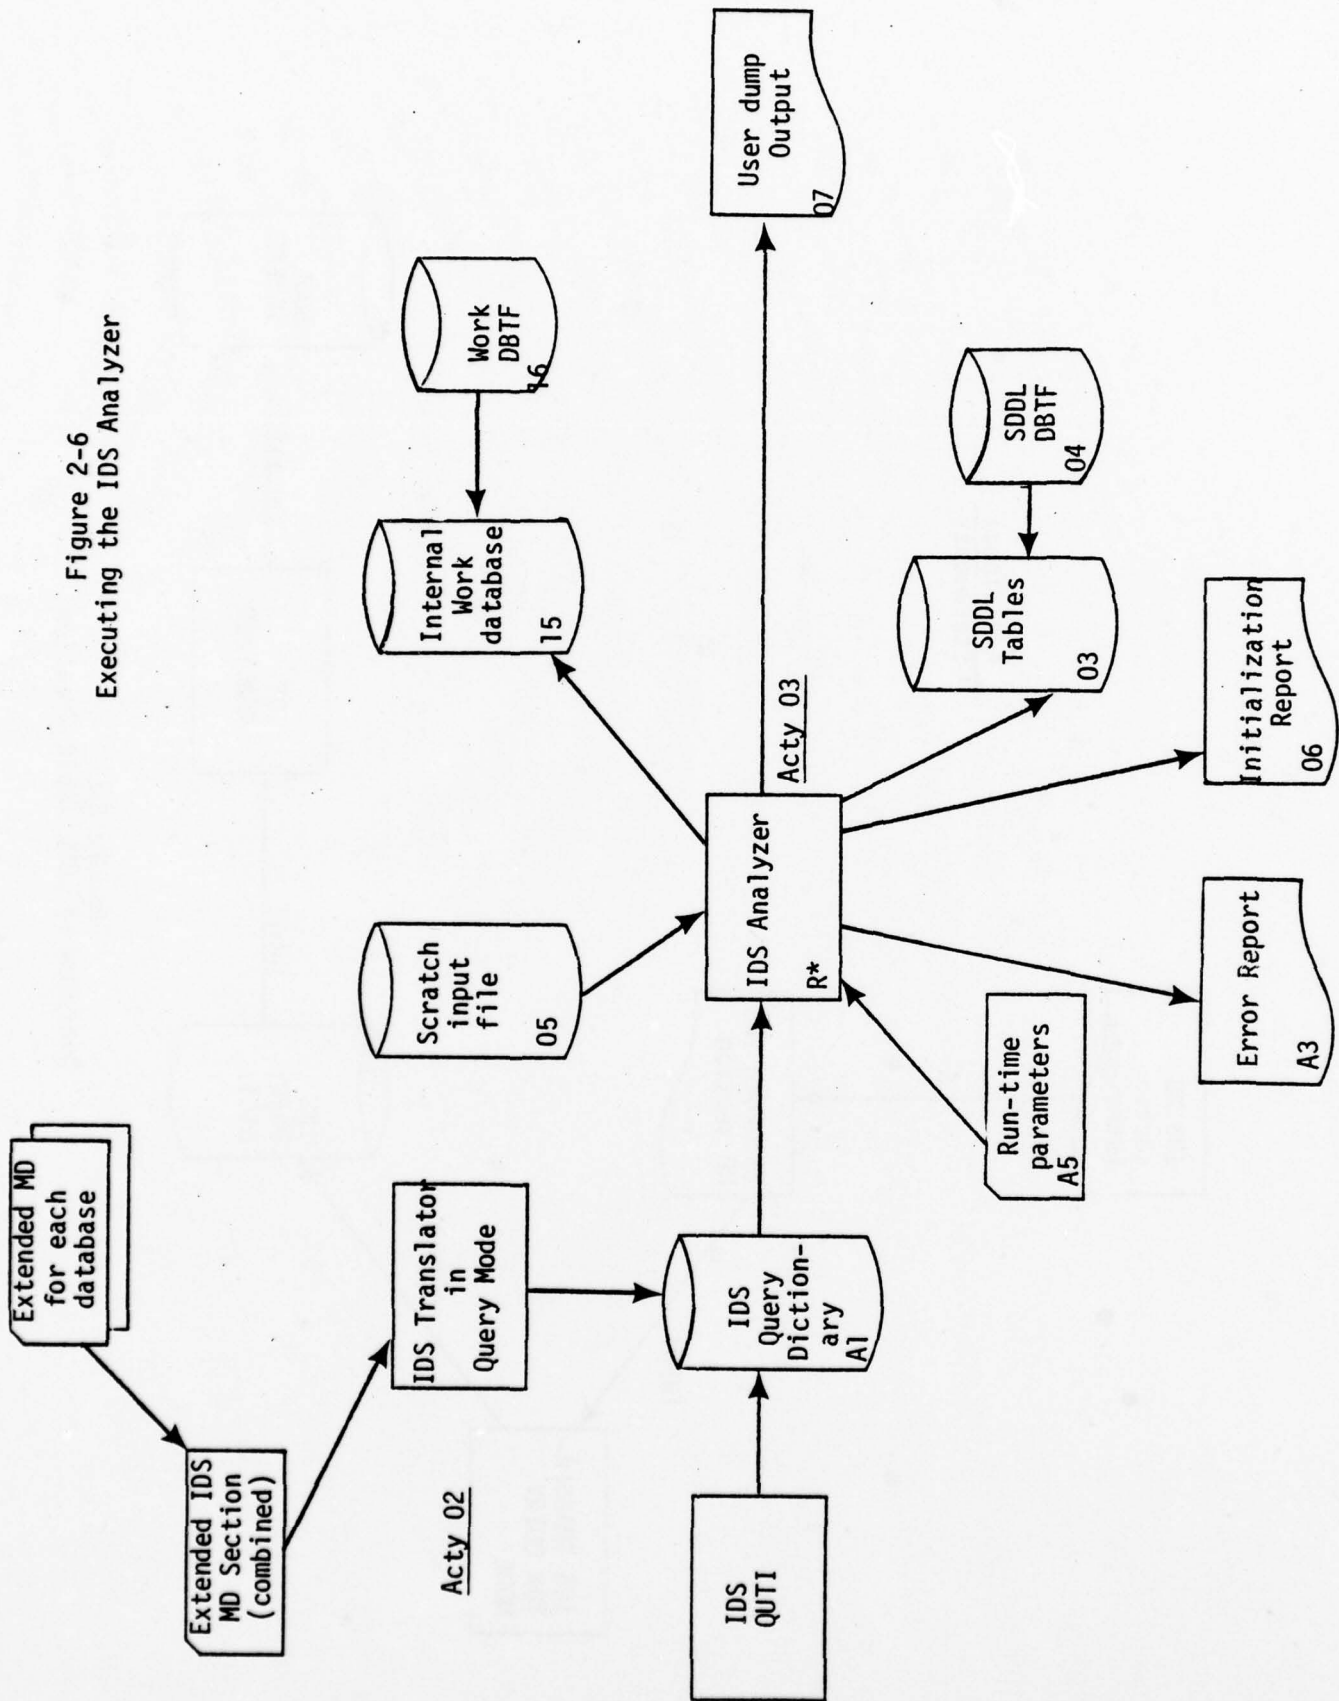 Figure 2-6
Executing the IDS Analyzer
Extended MD
for each
database
Extended IDS
MD Section
(combined)
IDS Translator
in
Query Mode
Acty 02
IDS
QUTI
IDS
Query
Diction-
ary
A1
Scratch
input
file
05
Internal
Work
database
15
Work
DBTF
16
IDS Analyzer
R*
Acty 03
User dump
Output
07
SDDL
Tables
03
SDDL
DBTF
04
Run-time
parameters
A5
Error Report
A3
Initialization
Report
06